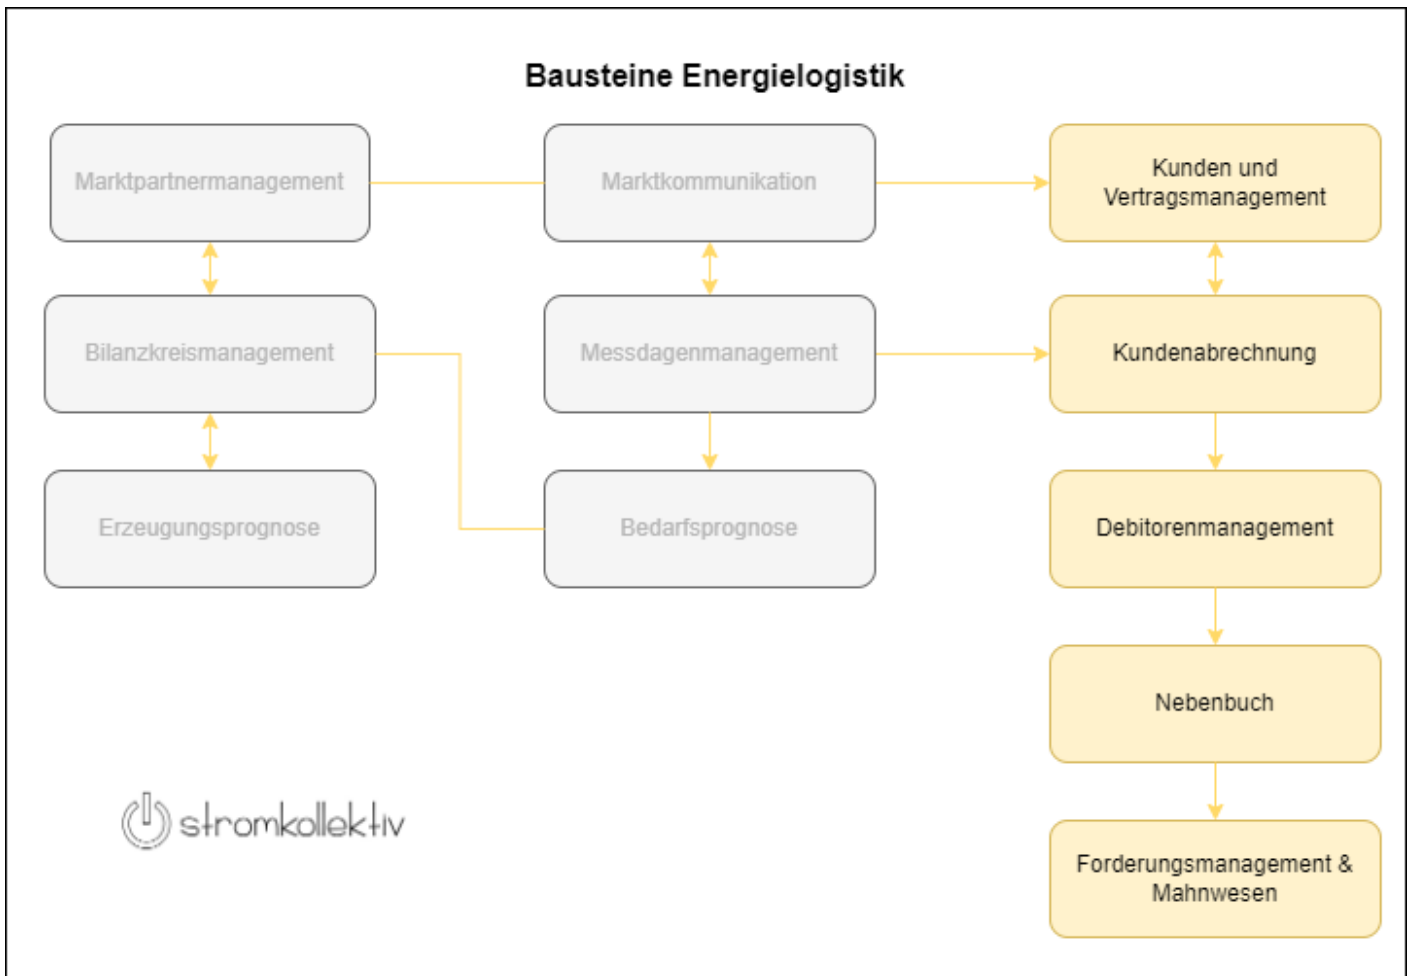 Bausteine Energielogistik
Marktpartnermanagement
Marktkommunikation
Kunden und
Vertragsmanagement
Bilanzkreismanagement
Messdagenmanagement
Kundenabrechnung
Erzeugungsprognose
Bedarfsprognose
Debitorenmanagement
Nebenbuch
stromkollektiv
Forderungsmanagement &
Mahnwesen